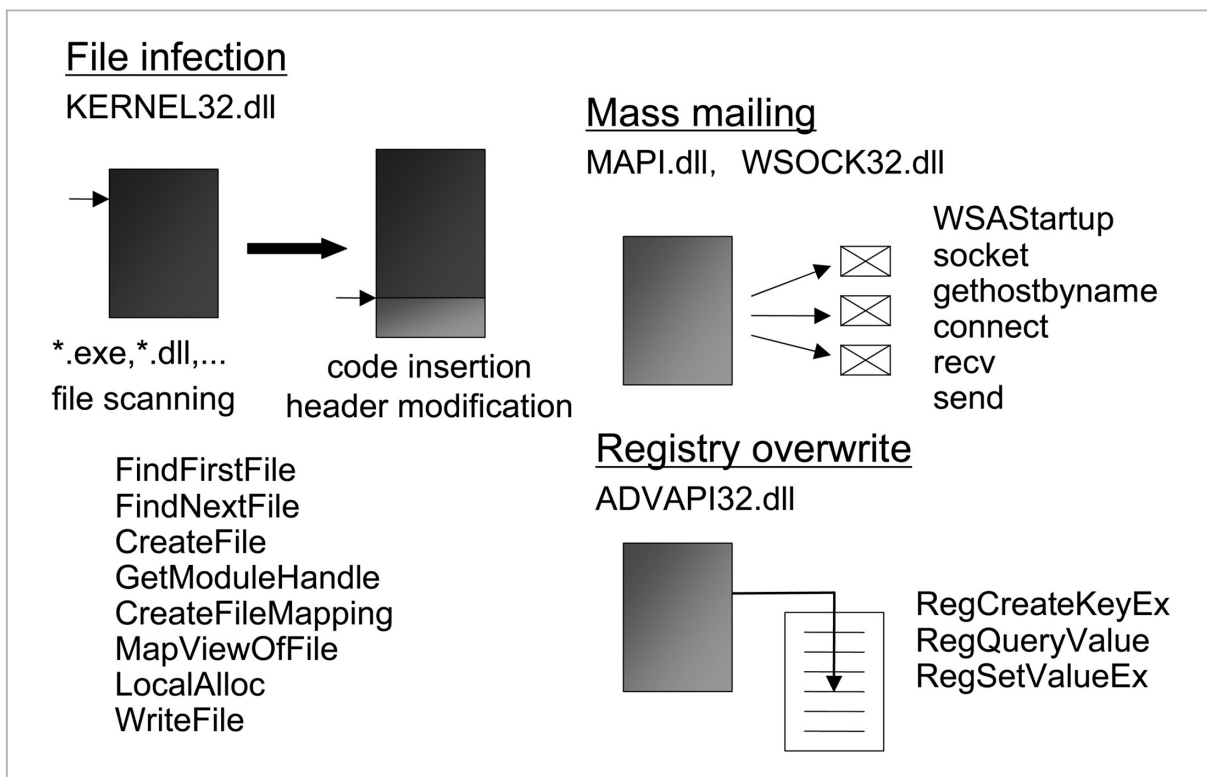 File infection
KERNEL32.dll
*.exe,*.dll,...
file scanning
code insertion
header modification
FindFirstFile
FindNextFile
CreateFile
GetModuleHandle
CreateFileMapping
MapViewOfFile
LocalAlloc
WriteFile
Mass mailing
MAPI.dll, WSOCK32.dll
WSAStartup
socket
gethostbyname
connect
recv
send
Registry overwrite
ADVAPI32.dll
RegCreateKeyEx
RegQueryValue
RegSetValueEx